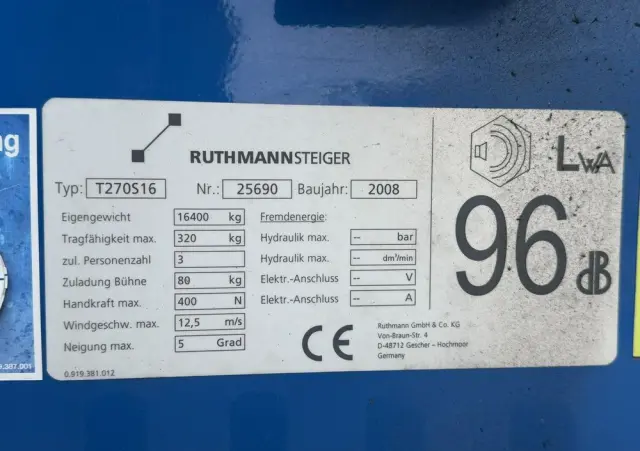 ng
RUTHMANNSTEIGER
Typ: T270S16 Nr.: 25690 Baujahr: 2008
Eigengewicht 16400 kg
Tragfähigkeit max. 320 kg
zul. Personenzahl 3
Zuladung Bühne 80 kg
Handkraft max. 400 N
Windgeschw. max. 12,5 m/s
Neigung max. 5 Grad
0.919.381.012
Fremdenergie:
Hydraulik max. -- bar
Hydraulik max. -- dm³/min
Elektr.-Anschluss -- V
Elektr.-Anschluss -- A
CE
Ruthmann GmbH & Co. KG
Von-Braun-Str. 4
D-48712 Gescher - Hochmoor
Germany
LWA
96 dB